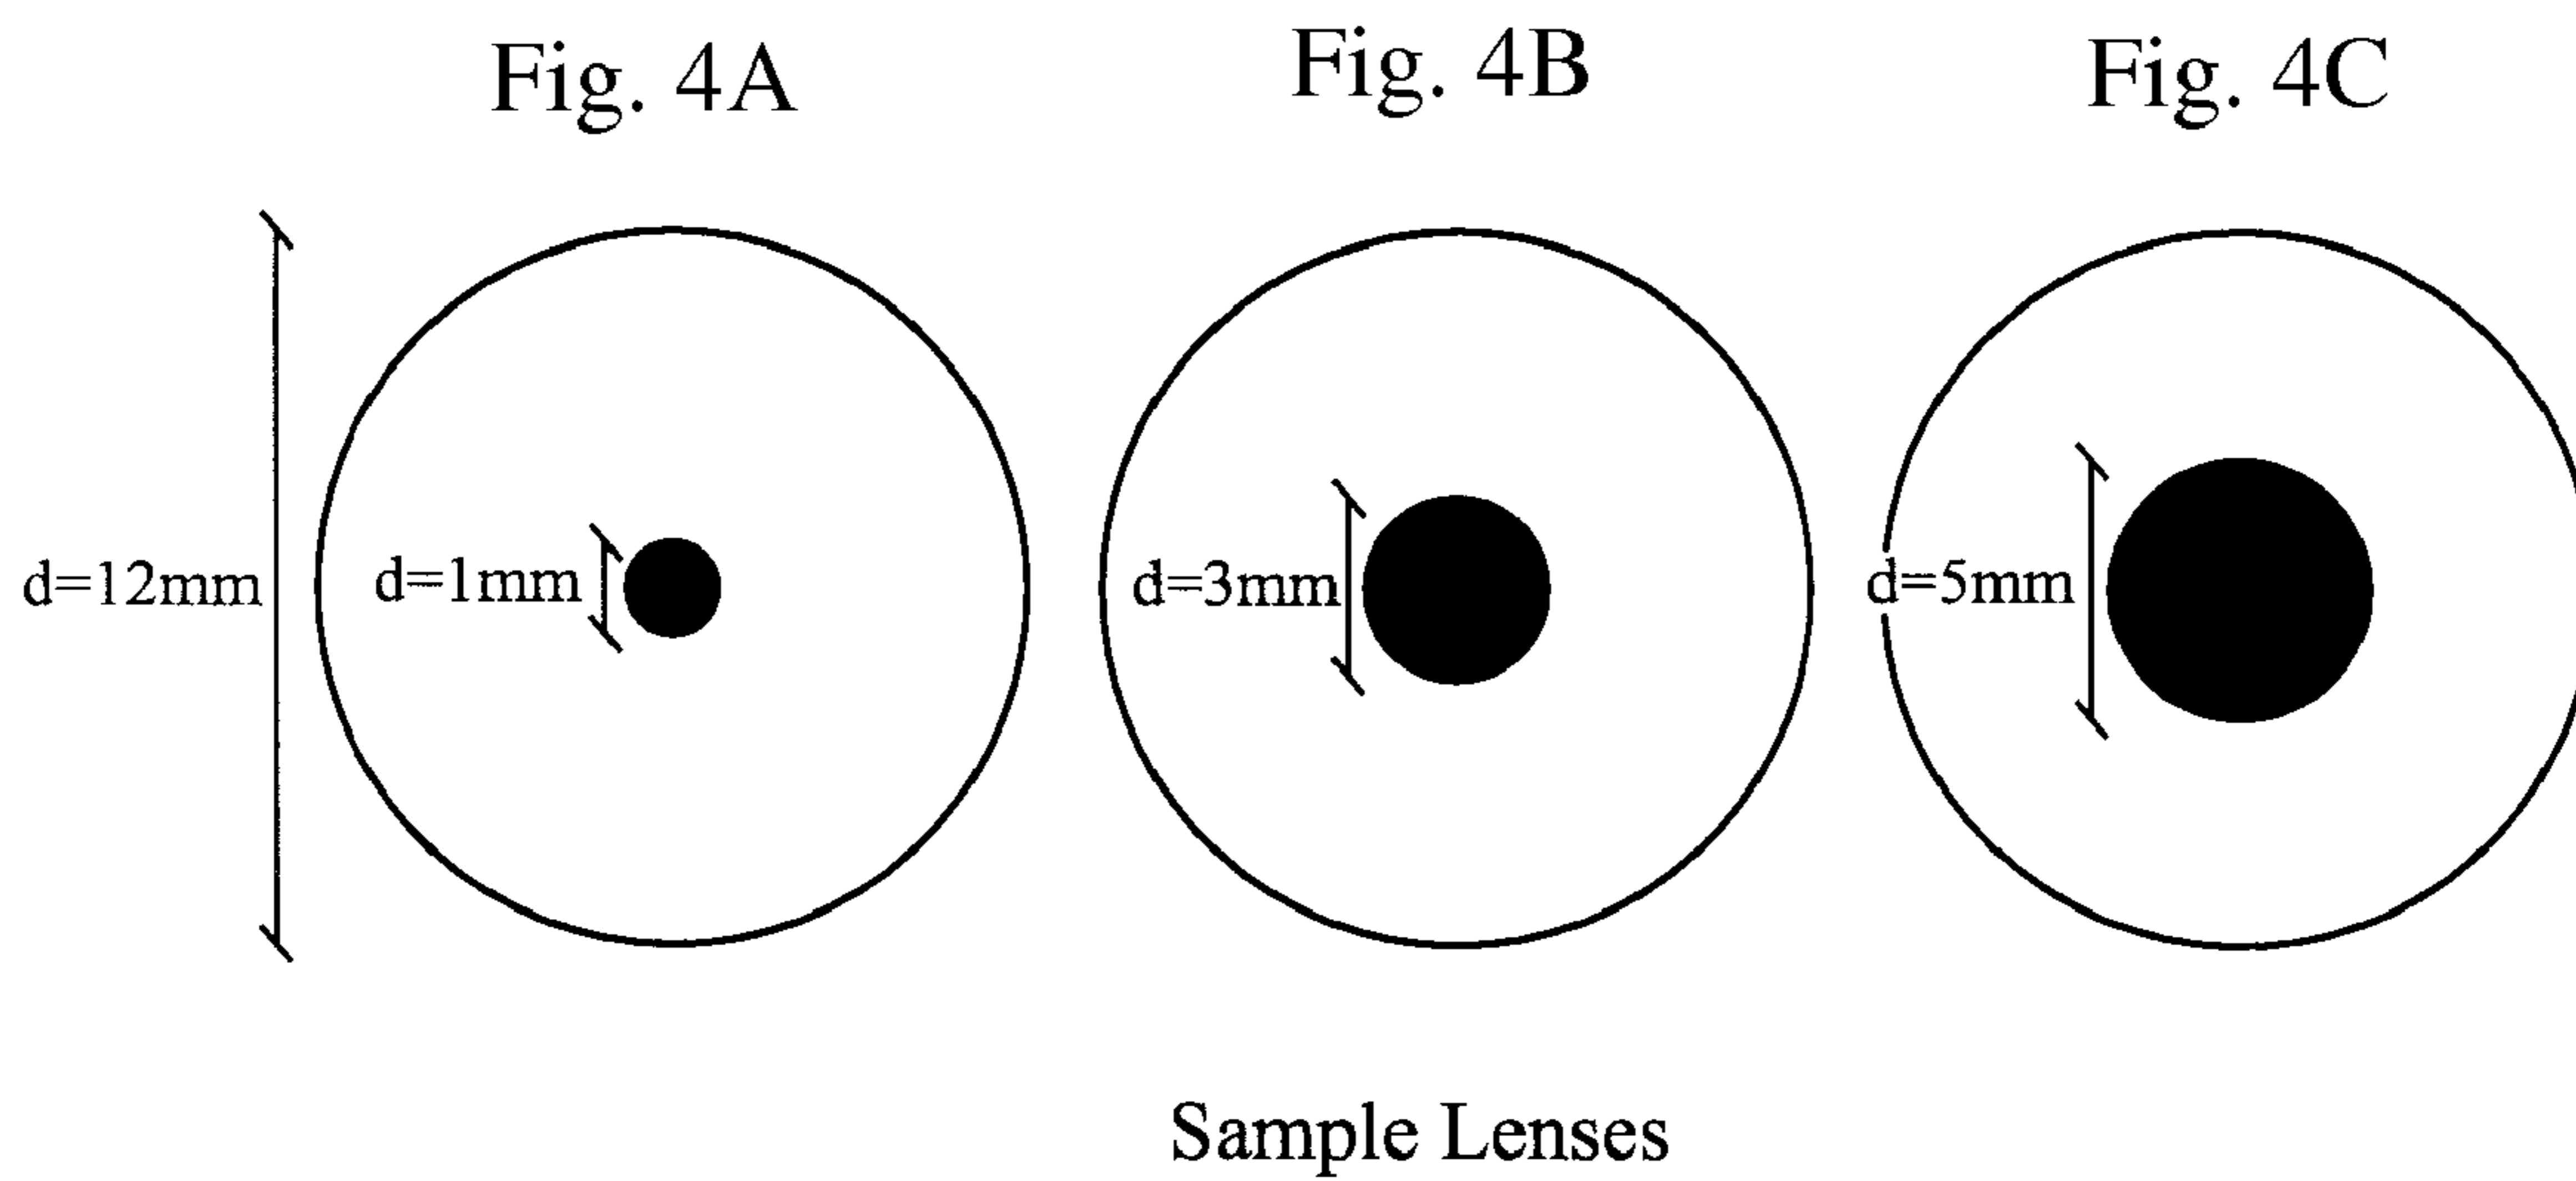 Fig. 4A
Fig. 4B
Fig. 4C
d=12mm
d=1mm
d=3mm
d=5mm
Sample Lenses